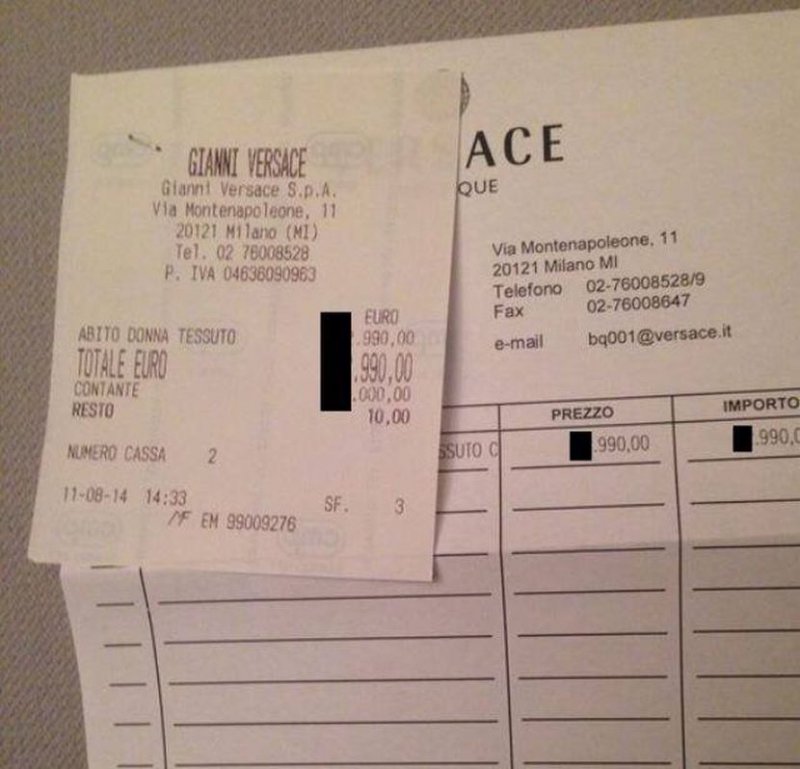 GIANNI VERSACE
Gianni Versace S.p.A.
Via Montenapoleone, 11
20121 Milano (MI)
Tel. 02 76008528
P. IVA 04636090963
EURO
ABITO DONNA TESSUTO .990,00
TOTALE EURO .990,00
CONTANTE .000,00
RESTO 10,00
NUMERO CASSA 2
11-08-14 14:33 SF. 3
MF EM 99009276
ACE
QUE
Via Montenapoleone, 11
20121 Milano MI
Telefono 02-76008528/9
Fax 02-76008647
e-mail bq001@versace.it
PREZZO IMPORTO
SSUTO C .990,00 .990,0